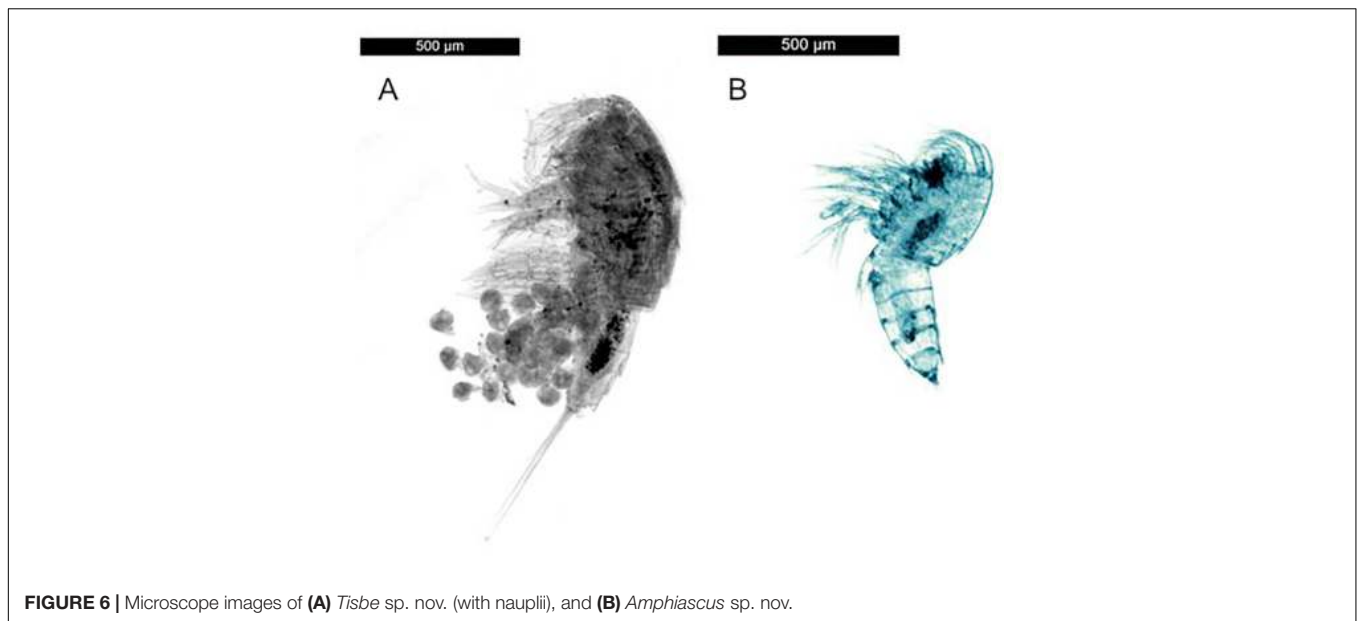 500 µm
500 µm
A
B
FIGURE 6 | Microscope images of (A) Tisbe sp. nov. (with nauplii), and (B) Amphiascus sp. nov.